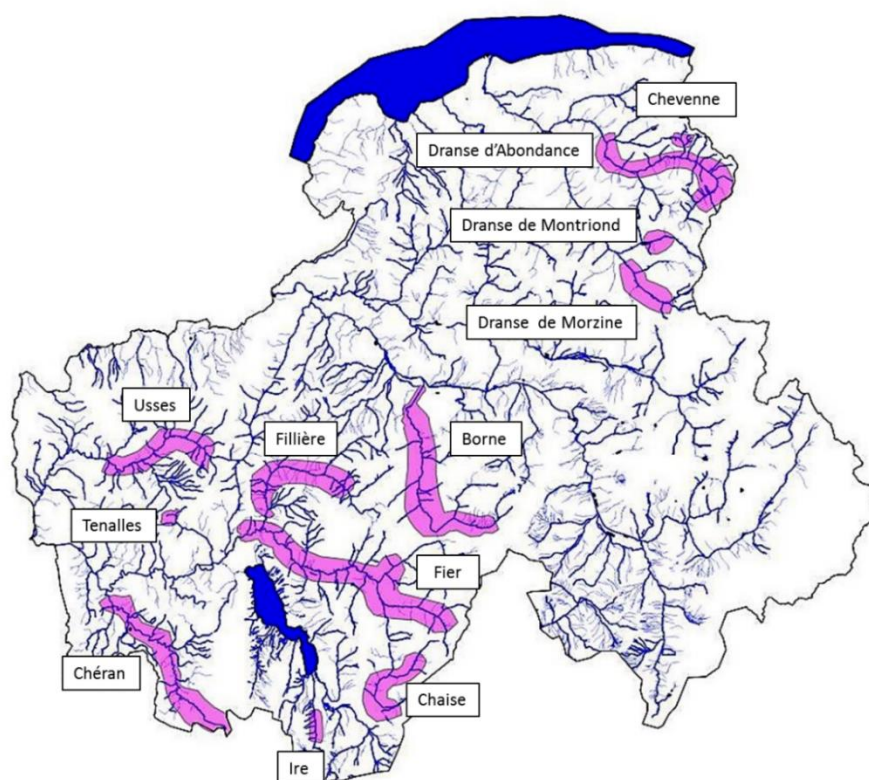 Chevenne
Dranse d'Abondance
Dranse de Montriond
Dranse de Morzine
Usses
Fillière
Borne
Tenalles
Fier
Chéran
Chaise
Ire